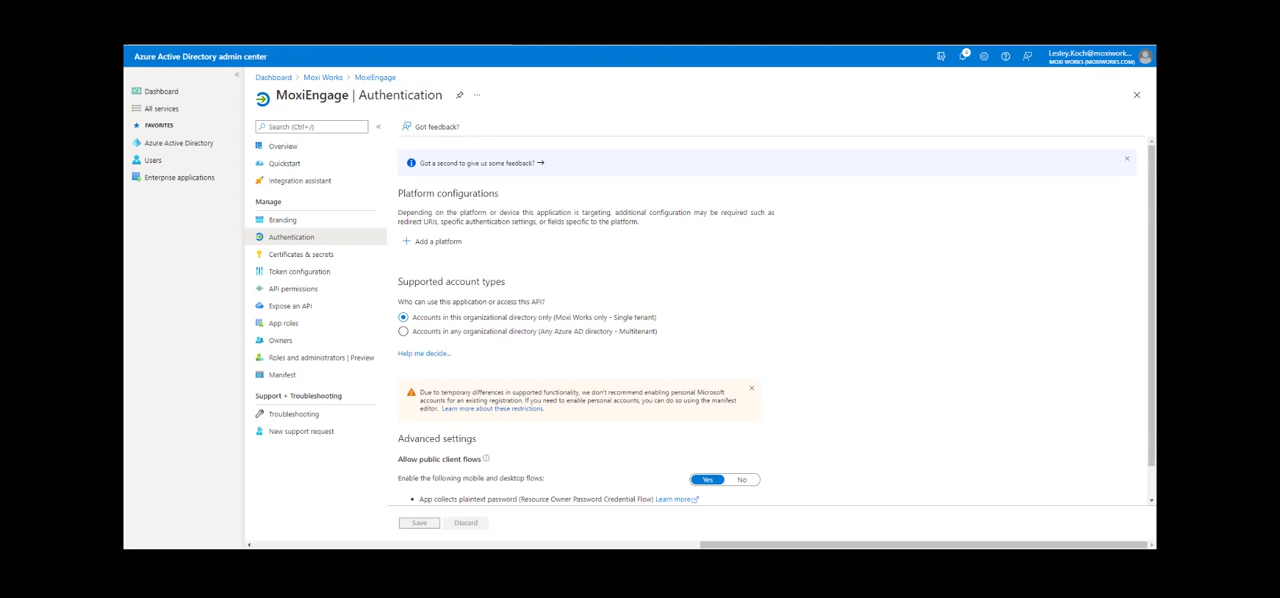 Azure Active Directory admin center
4
Lesley.Koch@moxiwork...
MOXI WORKS (MOXIWORKS.COM)
Dashboard
All services
FAVORITES
Azure Active Directory
Users
Enterprise applications
Dashboard > Moxi Works > MoxiEngage
MoxiEngage | Authentication
Search (Ctrl+/)
Overview
Quickstart
Integration assistant
Manage
Branding
Authentication
Certificates & secrets
Token configuration
API permissions
Expose an API
App roles
Owners
Roles and administrators | Preview
Manifest
Support + Troubleshooting
Troubleshooting
New support request
Got feedback?
Got a second to give us some feedback?
Platform configurations
Depending on the platform or device this application is targeting, additional configuration may be required such as
redirect URIs, specific authentication settings, or fields specific to the platform.
Add a platform
Supported account types
Who can use this application or access this API?
Accounts in this organizational directory only (Moxi Works only - Single tenant)
Accounts in any organizational directory (Any Azure AD directory - Multitenant)
Help me decide...
Due to temporary differences in supported functionality, we don't recommend enabling personal Microsoft
accounts for an existing registration. If you need to enable personal accounts, you can do so using the manifest
editor. Learn more about these restrictions.
Advanced settings
Allow public client flows
Enable the following mobile and desktop flows:
Yes No
• App collects plaintext password (Resource Owner Password Credential Flow) Learn more
Save Discard